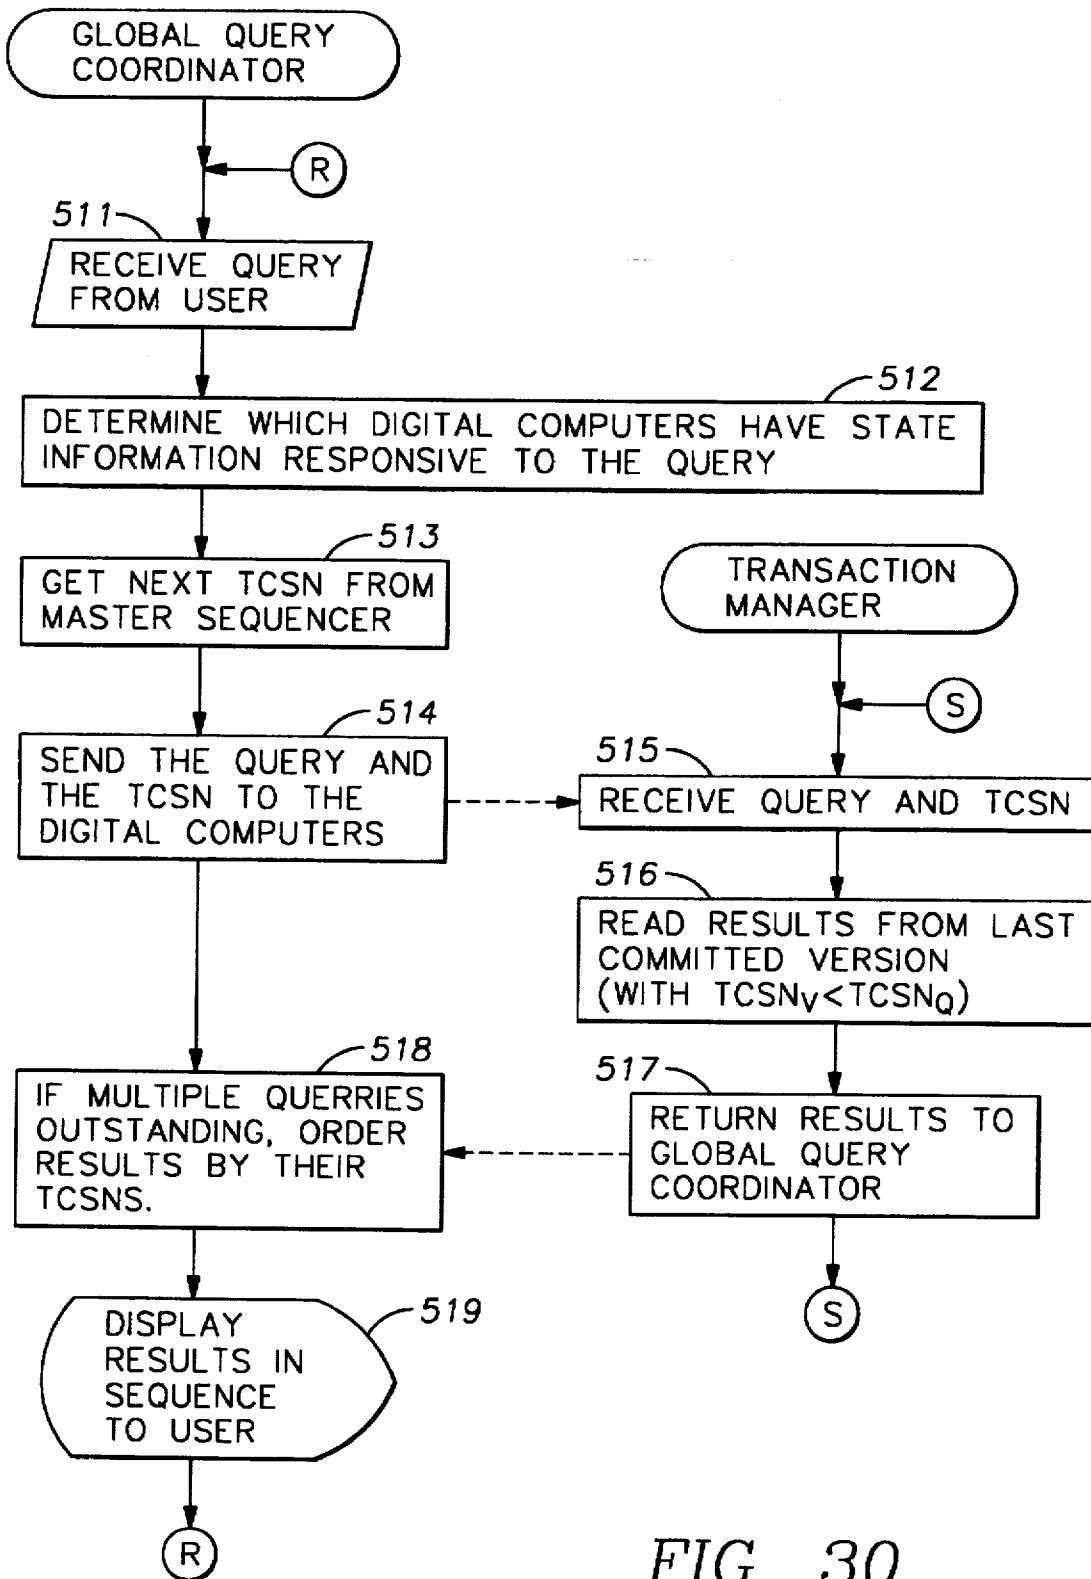 GLOBAL QUERY
COORDINATOR
R
511
RECEIVE QUERY
FROM USER
512
DETERMINE WHICH DIGITAL COMPUTERS HAVE STATE
INFORMATION RESPONSIVE TO THE QUERY
513
GET NEXT TCSN FROM
MASTER SEQUENCER
514
SEND THE QUERY AND
THE TCSN TO THE
DIGITAL COMPUTERS
TRANSACTION
MANAGER
S
515
RECEIVE QUERY AND TCSN
516
READ RESULTS FROM LAST
COMMITTED VERSION
(WITH TCSNV<TCSNQ)
517
RETURN RESULTS TO
GLOBAL QUERY
COORDINATOR
S
518
IF MULTIPLE QUERRIES
OUTSTANDING, ORDER
RESULTS BY THEIR
TCSNS.
519
DISPLAY
RESULTS IN
SEQUENCE
TO USER
R
FIG. 30